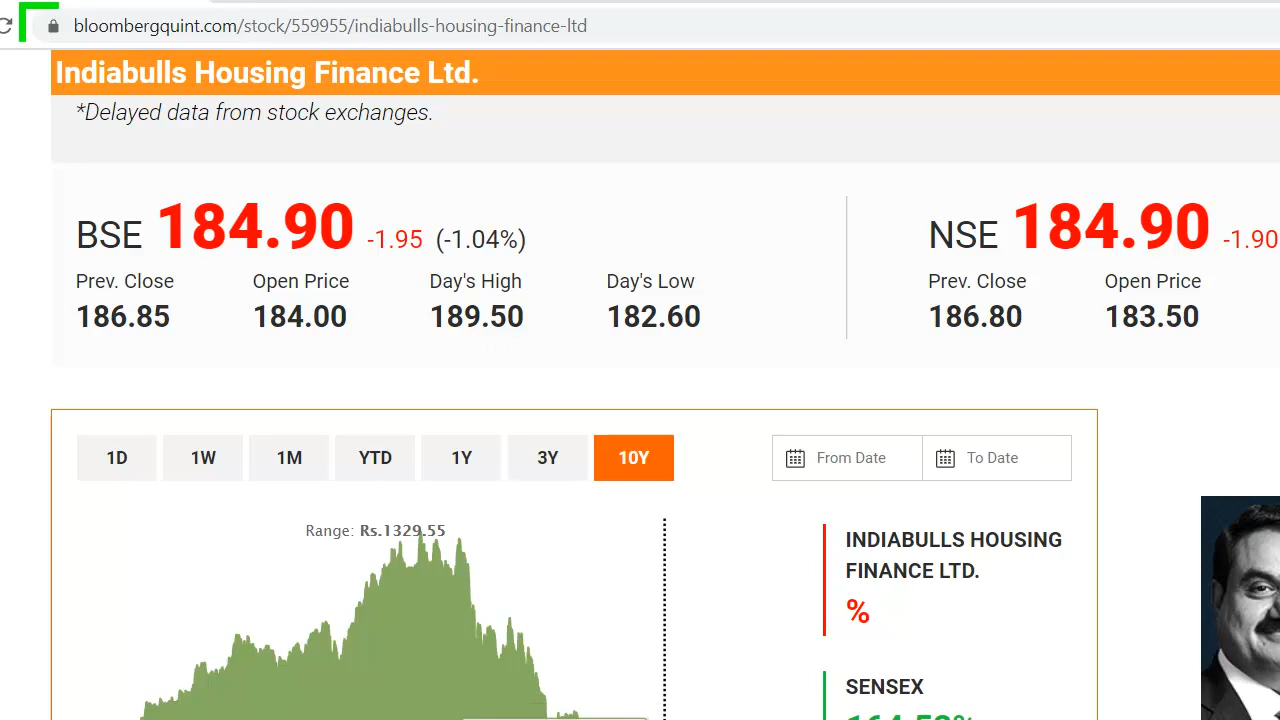 bloombergquint.com/stock/559955/indiabulls-housing-finance-ltd
Indiabulls Housing Finance Ltd.
*Delayed data from stock exchanges.
BSE 184.90 -1.95 (-1.04%)
Prev. Close Open Price Day's High Day's Low
186.85 184.00 189.50 182.60
NSE 184.90 -1.90
Prev. Close Open Price
186.80 183.50
1D 1W 1M YTD 1Y 3Y 10Y
From Date To Date
Range: Rs.1329.55
INDIABULLS HOUSING
FINANCE LTD.
%
SENSEX